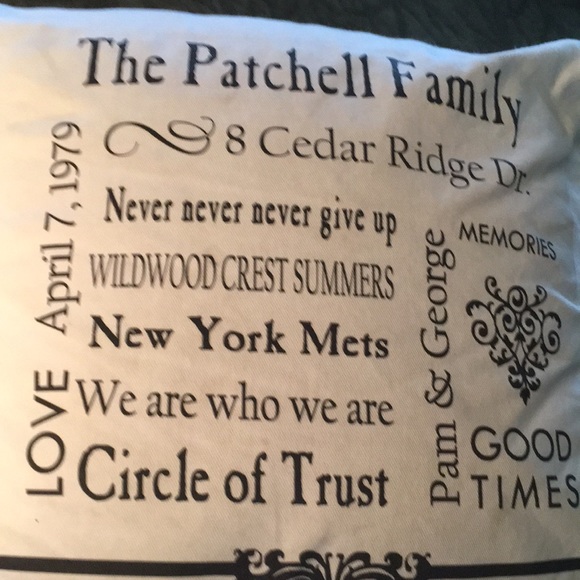 The Patchell Family
8 Cedar Ridge Dr.
April 7, 1979
LOVE
Never never never give up
WILDWOOD CREST SUMMERS
New York Mets
We are who we are
Circle of Trust
Pam & George
MEMORIES
GOOD
TIMES